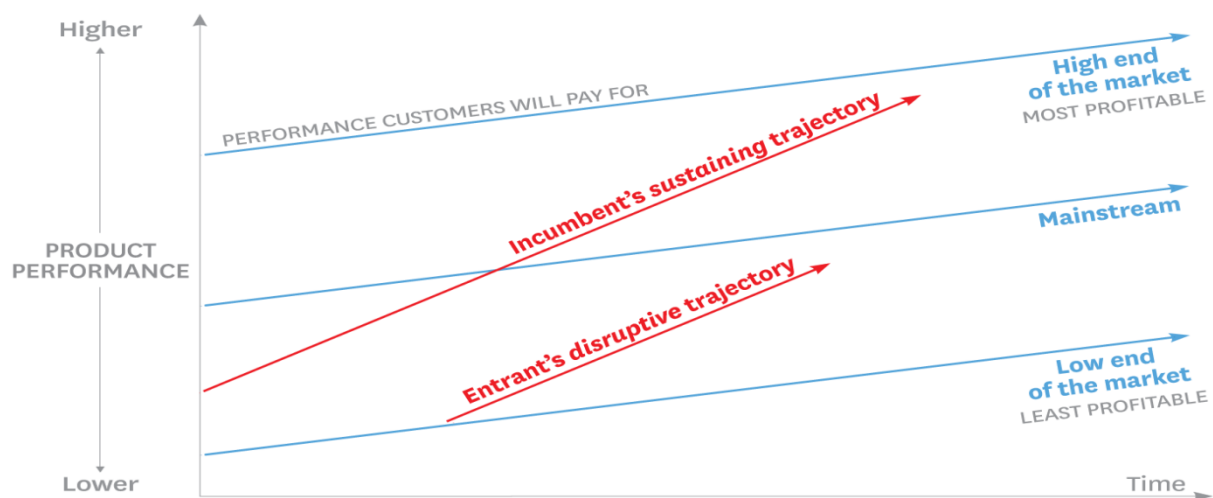 Higher
PERFORMANCE CUSTOMERS WILL PAY FOR
High end
of the market
MOST PROFITABLE
Incumbent’s sustaining trajectory
Mainstream
PRODUCT
PERFORMANCE
Entrant’s disruptive trajectory
Low end
of the market
LEAST PROFITABLE
Lower
Time